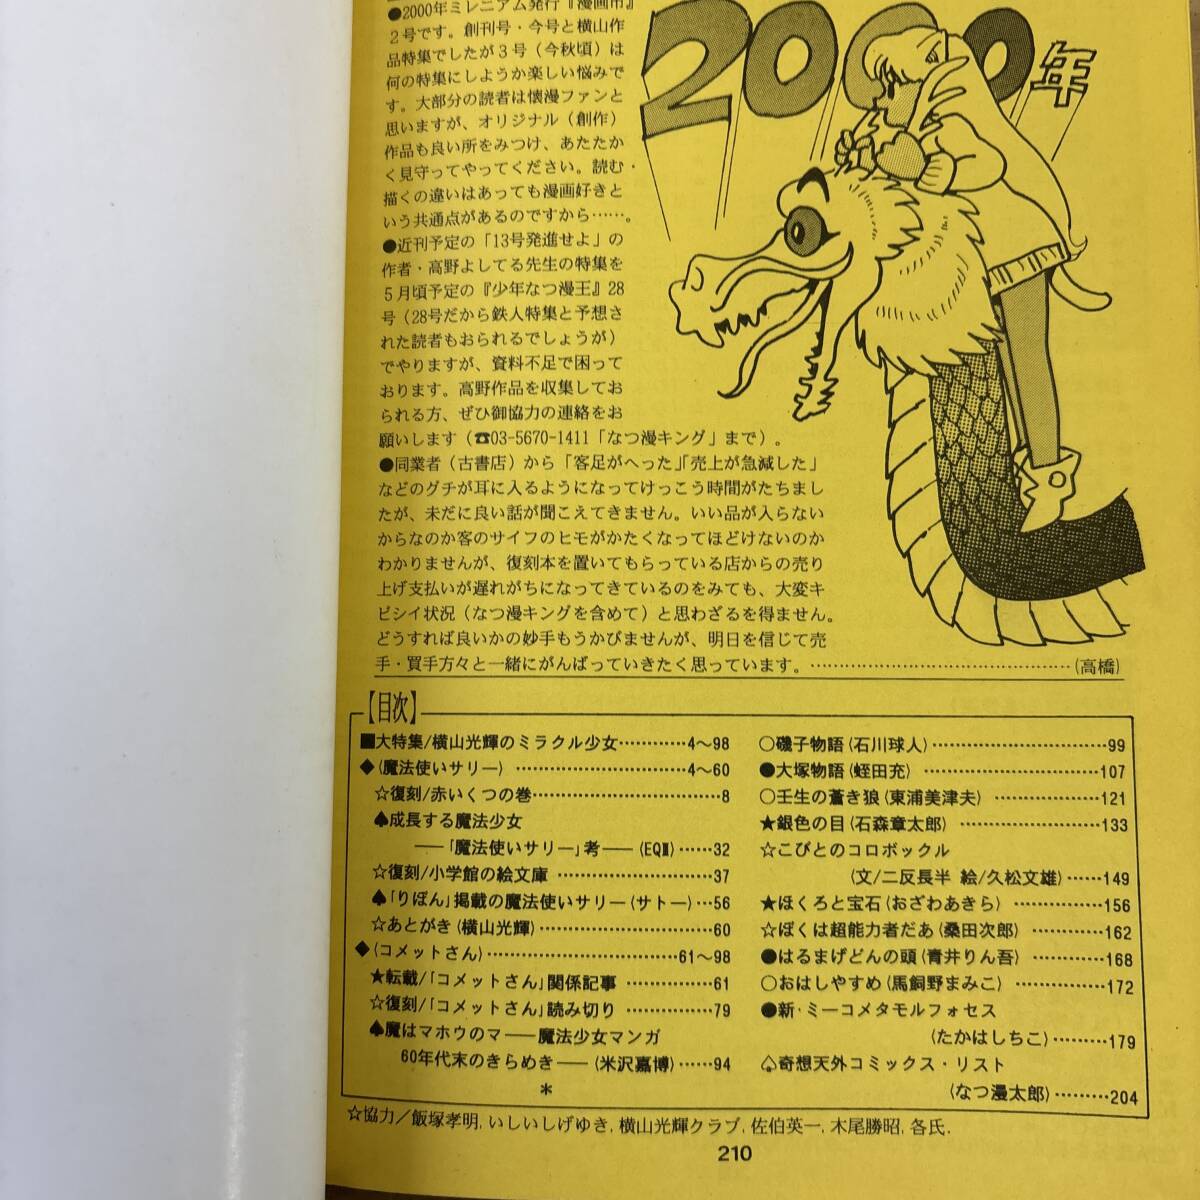 ●2000年ミレニアム発行『漫画市』
２号です。創刊号・今号と横山作
品特集でしたが３号（今秋頃）は
何の特集にしようか楽しい悩みで
す。大部分の読者は懐漫ファンと
思いますが、オリジナル（創作）
作品も良い所をみつけ、あたたか
く見守ってやってください。読む・
描くの違いはあっても漫画好きと
いう共通点があるのですから……。
●近刊予定の「13号発進せよ」の
作者・高野よしてる先生の特集を
５月頃予定の『少年なつ漫王』28
号（28号だから鉄人特集と予想さ
れた読者もおられるでしょうが）
でやりますが、資料不足で困って
おります。高野作品を収集してお
られる方、ぜひ御協力の連絡をお
願いします（☎03-5670-1411「なつ漫キング」まで）。
●同業者（古書店）から「客足がへった」「売上が急減した」
などのグチが耳に入るようになってけっこう時間がたちまし
たが、未だに良い話が聞こえてきません。いい品が入らない
からなのか客のサイフのヒモがかたくなってほどけないのか
わかりませんが、復刻本を置いてもらっている店からの売り
上げ支払いが遅れがちになってきているのをみても、大変キ
ビシイ状況（なつ漫キングを含めて）と思わざるを得ません。
どうすれば良いかの妙手もうかびませんが、明日を信じて売
手・買手方々と一緒にがんばっていきたく思っています。……………………………………（高橋）
2000年
【目次】
■大特集/横山光輝のミラクル少女…………4～98
◆(魔法使いサリー)……………………4～60
☆復刻/赤いくつの巻……………………8
♠成長する魔法少女
――「魔法使いサリー」考――(EQⅢ)……32
☆復刻/小学館の絵文庫……………………37
♠「りぼん」掲載の魔法使いサリー(サトー)…56
☆あとがき(横山光輝)……………………60
◆(コメットさん)……………………61～98
★転載/「コメットさん」関係記事…………61
☆復刻/「コメットさん」読み切り…………79
♠魔はマホウのマ――魔法少女マンガ
60年代末のきらめき――(米沢嘉博)……94
＊
○磯子物語(石川球人)……………………99
●大塚物語(蛭田充)……………………107
○壬生の蒼き狼(東浦美津夫)……………121
★銀色の目(石森章太郎)………………133
☆こびとのコロボックル
(文/二反長半 絵/久松文雄)……149
★ほくろと宝石(おざわあきら)…………156
☆ぼくは超能力者だあ(桑田次郎)………162
●はるまげどんの頭(青井りん吾)………168
○おはしやすめ(馬飼野まみこ)…………172
●新・ミーコメタモルフォセス
(たかはしちこ)………179
♤奇想天外コミックス・リスト
(なつ漫太郎)………204
☆協力／飯塚孝明,いしいしげゆき,横山光輝クラブ,佐伯英一,木尾勝昭,各氏.
210